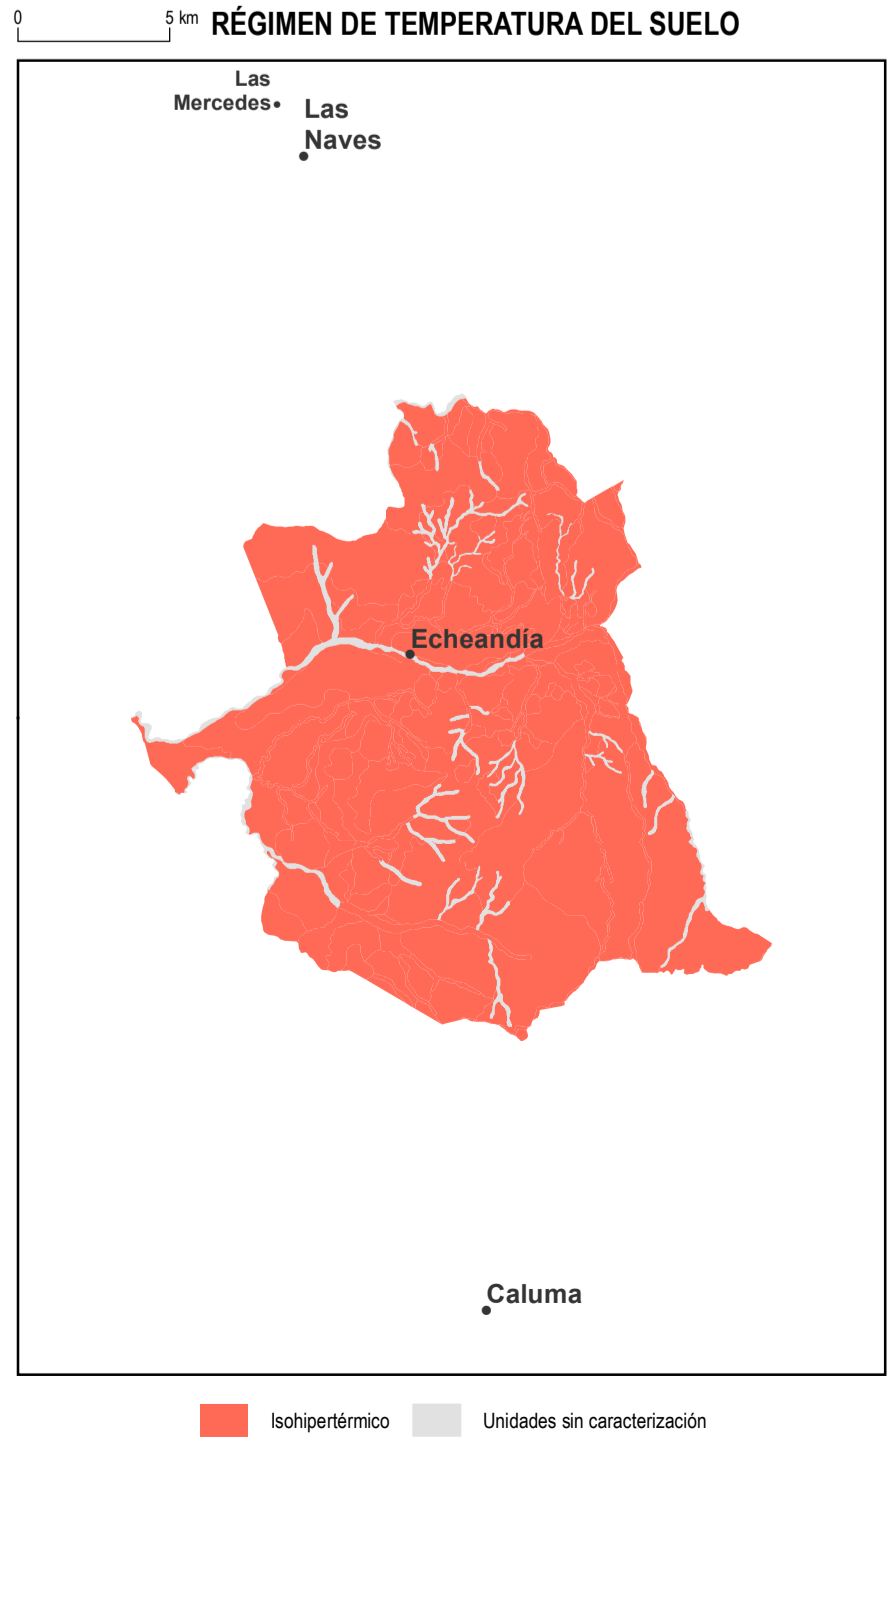 0 5 km RÉGIMEN DE TEMPERATURA DEL SUELO
Las
Mercedes
Las
Naves
Echeandía
Caluma
Isohipertérmico Unidades sin caracterización